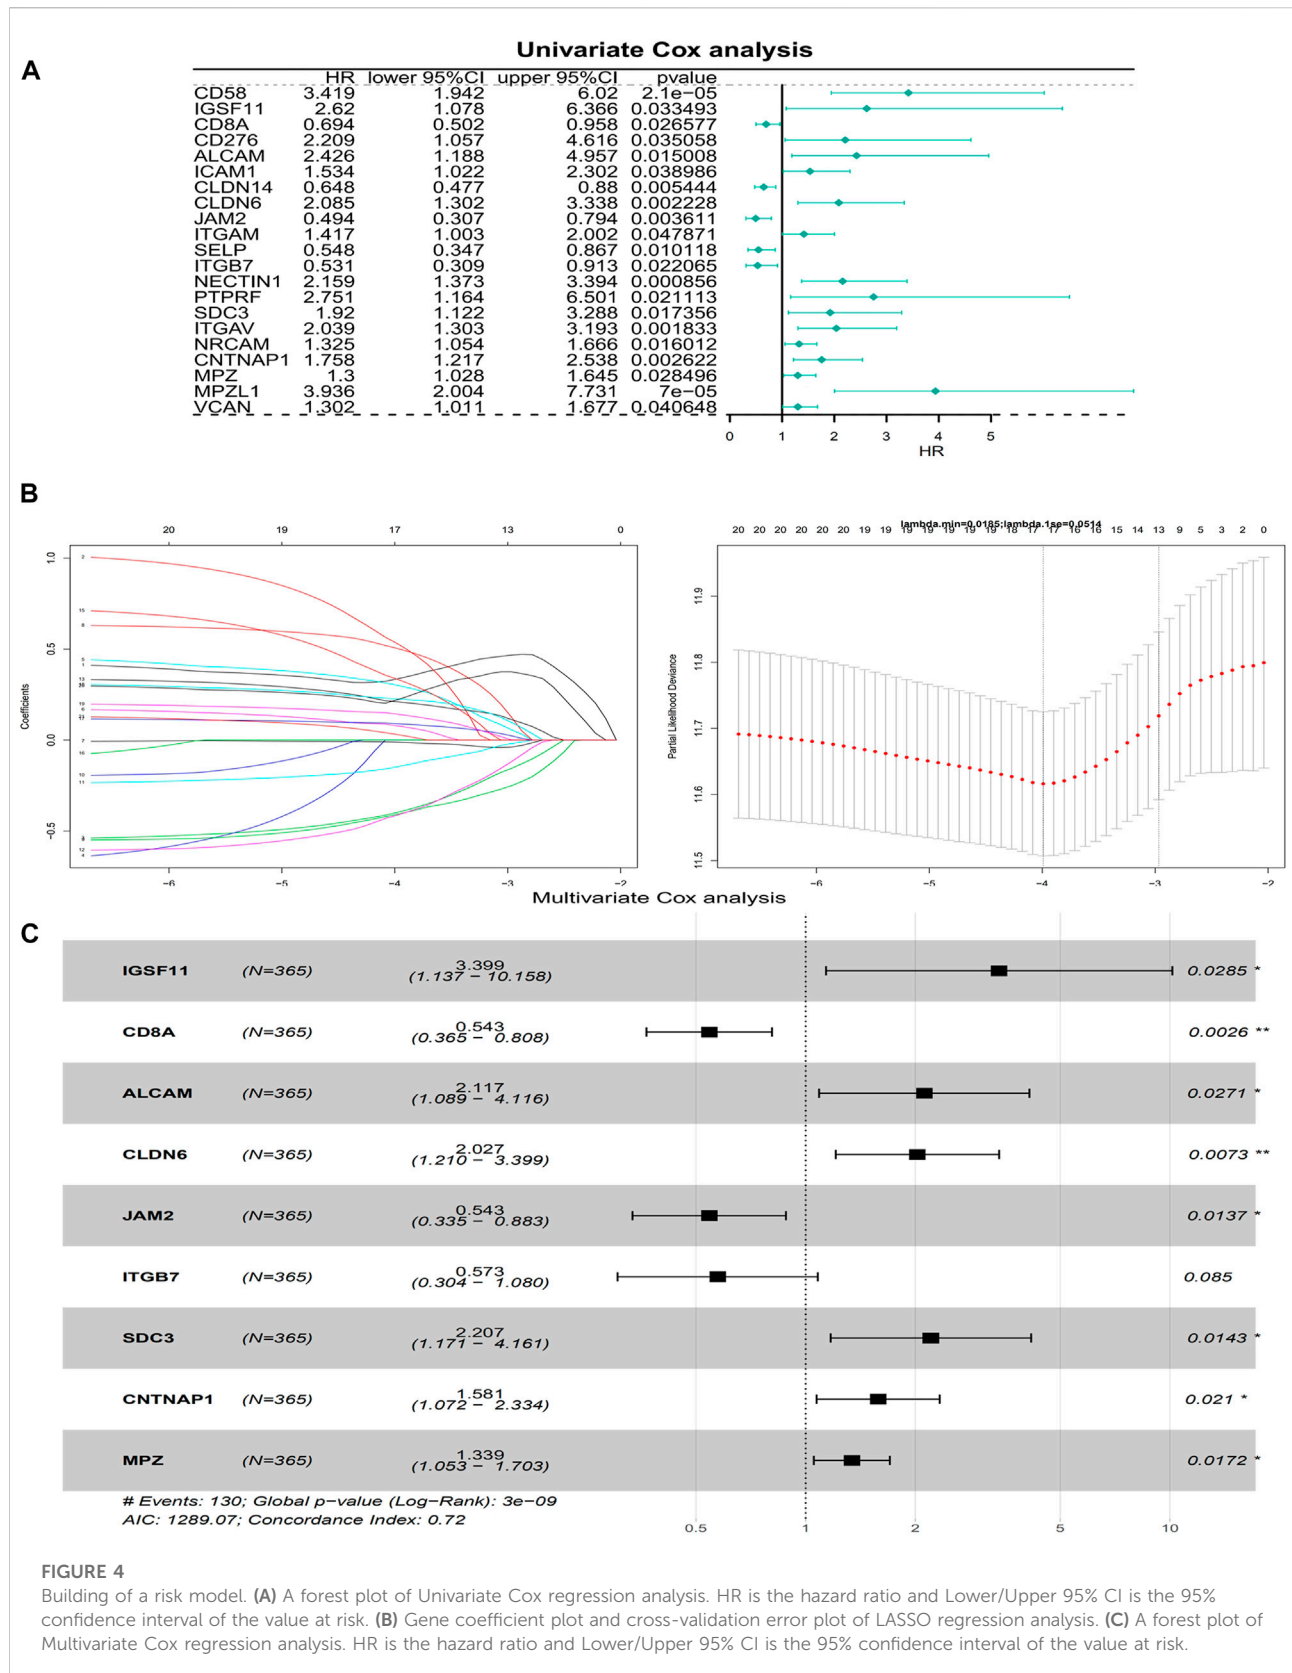 Univariate Cox analysis
A
HR lower 95%CI upper 95%CI pvalue
CD58 3.419 1.942 6.02 2.1e−05
IGSF11 2.62 1.078 6.366 0.033493
CD8A 0.694 0.502 0.958 0.026577
CD276 2.209 1.057 4.616 0.035058
ALCAM 2.426 1.188 4.957 0.015008
ICAM1 1.534 1.022 2.302 0.038986
CLDN14 0.648 0.477 0.88 0.005444
CLDN6 2.085 1.302 3.338 0.002228
JAM2 0.494 0.307 0.794 0.003611
ITGAM 1.417 1.003 2.002 0.047871
SELP 0.548 0.347 0.867 0.010118
ITGB7 0.531 0.309 0.913 0.022065
NECTIN1 2.159 1.373 3.394 0.000856
PTPRF 2.751 1.164 6.501 0.021113
SDC3 1.92 1.122 3.288 0.017356
ITGAV 2.039 1.303 3.193 0.001833
NRCAM 1.325 1.054 1.666 0.016012
CNTNAP1 1.758 1.217 2.538 0.002622
MPZ 1.3 1.028 1.645 0.028496
MPZL1 3.936 2.004 7.731 7e−05
VCAN 1.302 1.011 1.677 0.040648
0 1 2 3 4 5
HR
B
20 19 17 13 0
1.0
0.5
0.0
−0.5
Coefficients
−6 −5 −4 −3 −2
lambda.min=0.0185;lambda.1se=0.0514
20 20 20 20 20 20 19 19 19 19 19 19 19 18 17 17 16 16 15 14 13 9 5 3 2 0
11.9
11.8
11.7
11.6
11.5
Partial Likelihood Deviance
−6 −5 −4 −3 −2
Multivariate Cox analysis
C
IGSF11 (N=365) 3.399 (1.137 − 10.158) 0.0285 *
CD8A (N=365) 0.543 (0.365 − 0.808) 0.0026 **
ALCAM (N=365) 2.117 (1.089 − 4.116) 0.0271 *
CLDN6 (N=365) 2.027 (1.210 − 3.399) 0.0073 **
JAM2 (N=365) 0.543 (0.335 − 0.883) 0.0137 *
ITGB7 (N=365) 0.573 (0.304 − 1.080) 0.085
SDC3 (N=365) 2.207 (1.171 − 4.161) 0.0143 *
CNTNAP1 (N=365) 1.581 (1.072 − 2.334) 0.021 *
MPZ (N=365) 1.339 (1.053 − 1.703) 0.0172 *
# Events: 130; Global p−value (Log−Rank): 3e−09
AIC: 1289.07; Concordance Index: 0.72
0.5 1 2 5 10
FIGURE 4
Building of a risk model. (A) A forest plot of Univariate Cox regression analysis. HR is the hazard ratio and Lower/Upper 95% CI is the 95%
confidence interval of the value at risk. (B) Gene coefficient plot and cross-validation error plot of LASSO regression analysis. (C) A forest plot of
Multivariate Cox regression analysis. HR is the hazard ratio and Lower/Upper 95% CI is the 95% confidence interval of the value at risk.